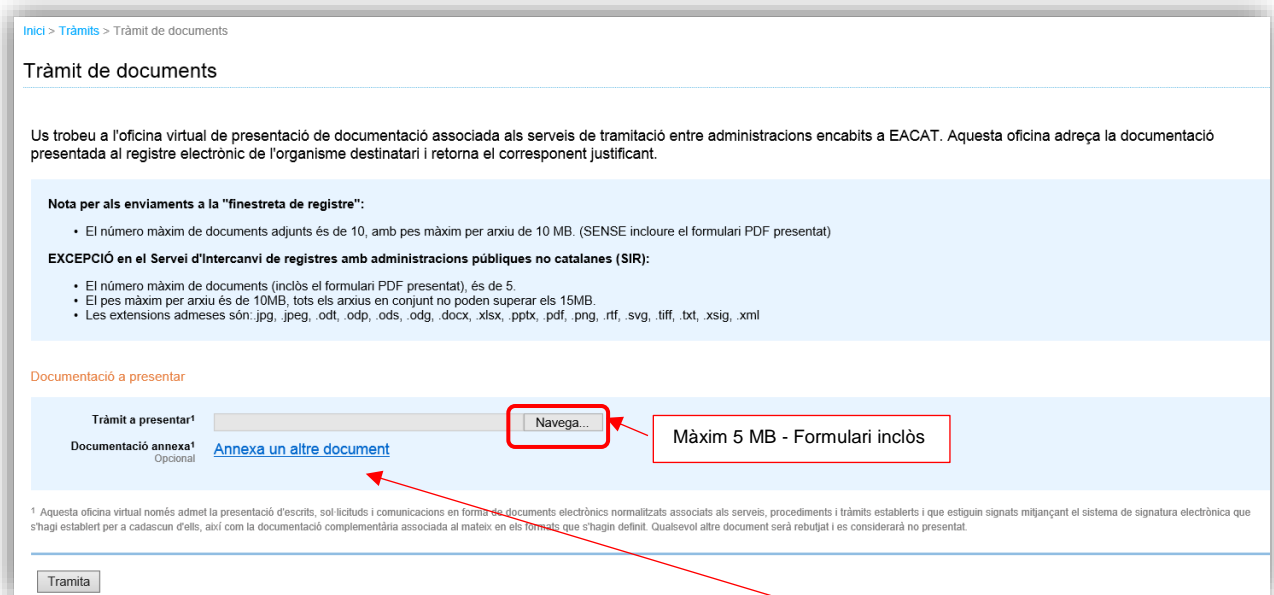 Inici > Tràmits > Tràmit de documents
Tràmit de documents
Us trobeu a l'oficina virtual de presentació de documentació associada als serveis de tramitació entre administracions encabits a EACAT. Aquesta oficina adreça la documentació
presentada al registre electrònic de l'organisme destinatari i retorna el corresponent justificant.
Nota per als enviaments a la "finestreta de registre":
• El número màxim de documents adjunts és de 10, amb pes màxim per arxiu de 10 MB. (SENSE incloure el formulari PDF presentat)
EXCEPCIÓ en el Servei d'Intercanvi de registres amb administracions públiques no catalanes (SIR):
• El número màxim de documents (inclòs el formulari PDF presentat), és de 5.
• El pes màxim per arxiu és de 10MB, tots els arxius en conjunt no poden superar els 15MB.
• Les extensions admeses són:.jpg, .jpeg, .odt, .odp, .ods, .odg, .docx, .xlsx, .pptx, .pdf, .png, .rtf, .svg, .tiff, .txt, .xsig, .xml
Documentació a presentar
Tràmit a presentar¹ Navega...
Màxim 5 MB - Formulari inclòs
Documentació annexa¹ Annexa un altre document
Opcional
¹ Aquesta oficina virtual només admet la presentació d'escrits, sol·licituds i comunicacions en forma de documents electrònics normalitzats associats als serveis, procediments i tràmits establerts i que estiguin signats mitjançant el sistema de signatura electrònica que
s'hagi establert per a cadascun d'ells, així com la documentació complementària associada al mateix en els formats que s'hagin definit. Qualsevol altre document serà rebutjat i es considerarà no presentat.
Tramita